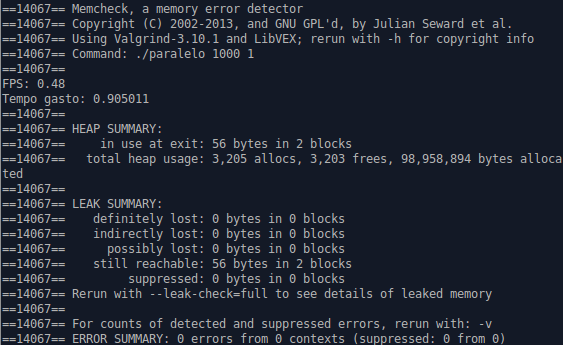 ==14067== Memcheck, a memory error detector
==14067== Copyright (C) 2002-2013, and GNU GPL'd, by Julian Seward et al.
==14067== Using Valgrind-3.10.1 and LibVEX; rerun with -h for copyright info
==14067== Command: ./paralelo 1000 1
==14067==
FPS: 0.48
Tempo gasto: 0.905011
==14067==
==14067== HEAP SUMMARY:
==14067==     in use at exit: 56 bytes in 2 blocks
==14067==   total heap usage: 3,205 allocs, 3,203 frees, 98,958,894 bytes alloca
ted
==14067==
==14067== LEAK SUMMARY:
==14067==    definitely lost: 0 bytes in 0 blocks
==14067==    indirectly lost: 0 bytes in 0 blocks
==14067==      possibly lost: 0 bytes in 0 blocks
==14067==    still reachable: 56 bytes in 2 blocks
==14067==         suppressed: 0 bytes in 0 blocks
==14067== Rerun with --leak-check=full to see details of leaked memory
==14067==
==14067== For counts of detected and suppressed errors, rerun with: -v
==14067== ERROR SUMMARY: 0 errors from 0 contexts (suppressed: 0 from 0)